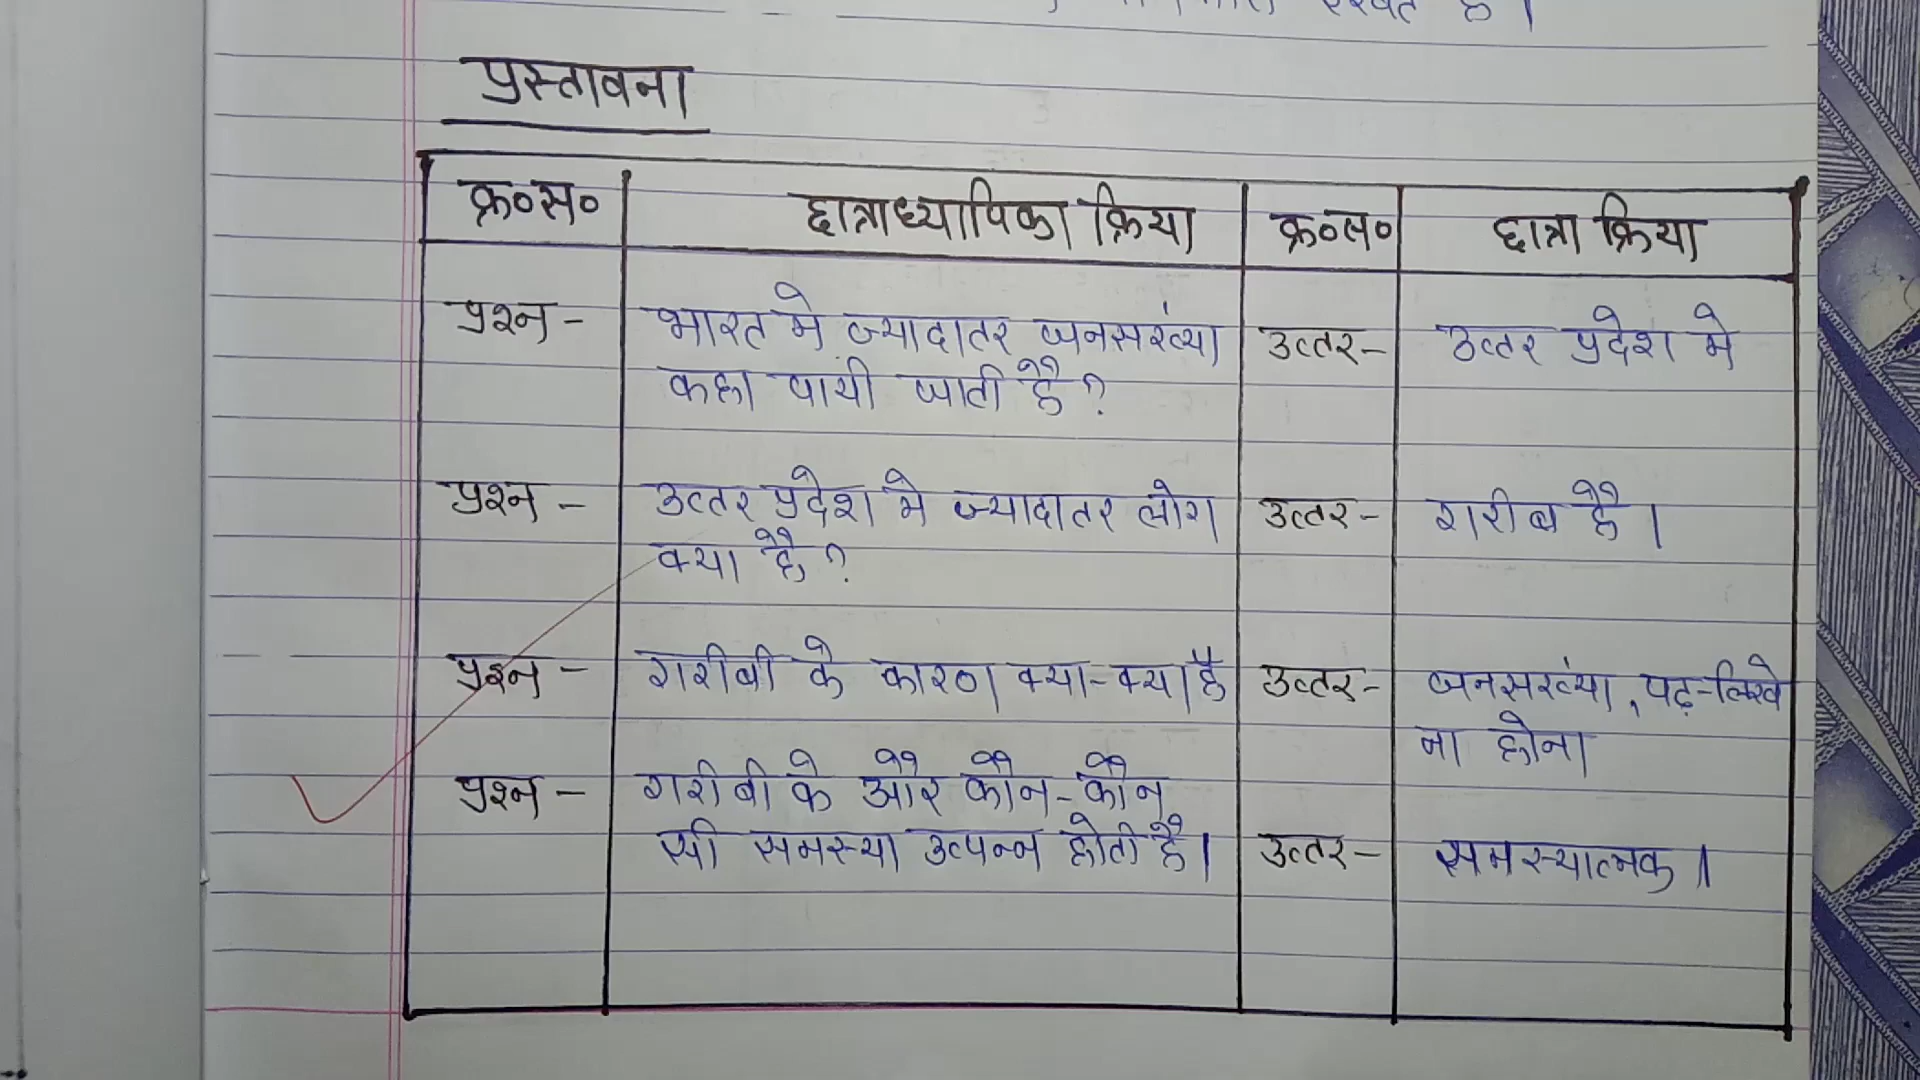 रखते है।
प्रस्तावना
क्र०स० छात्राध्यापिका क्रिया क्र०स० छात्रा क्रिया
प्रश्न - भारत मे ज्यादातर जनसंख्या उत्तर- उत्तर प्रदेश मे
कहा पायी जाती है?
प्रश्न - उत्तर प्रदेश मे ज्यादातर लोग उत्तर- गरीब है।
क्या है?
प्रश्न - गरीबी के कारण क्या-क्या है उत्तर- जनसंख्या, पढ़-लिखे
ना होना
प्रश्न - गरीबी के और कौन-कौन
सी समस्या उत्पन्न होती है। उत्तर- समस्यात्मक।